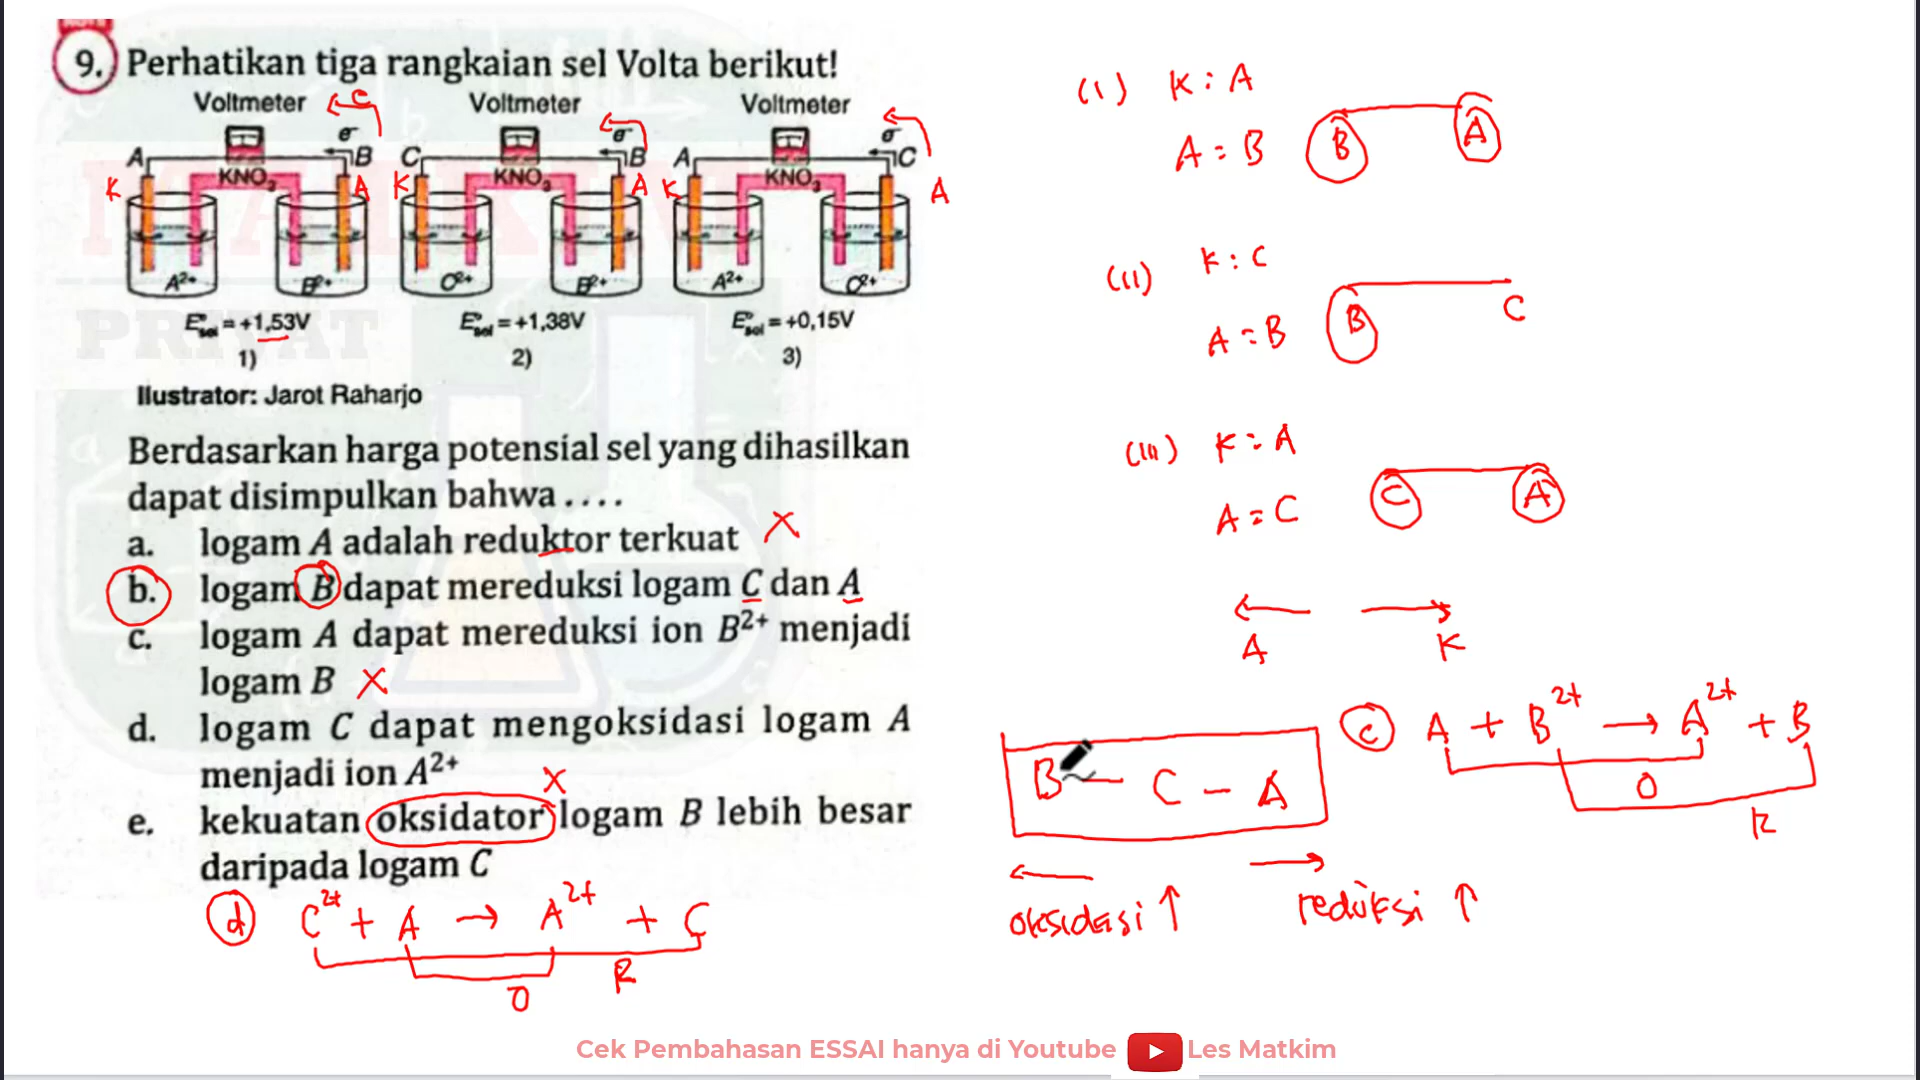 9. Perhatikan tiga rangkaian sel Volta berikut!
Voltmeter e Voltmeter Voltmeter
e⁻ e⁻ e⁻
A B C B A C
K KNO₃ A K KNO₃ A K KNO₃ A
A²⁺ B²⁺ C²⁺ B²⁺ A²⁺ C²⁺
E°sel = +1,53V E°sel = +1,38V E°sel = +0,15V
1) 2) 3)
Ilustrator: Jarot Raharjo
Berdasarkan harga potensial sel yang dihasilkan
dapat disimpulkan bahwa . . . .
a. logam A adalah reduktor terkuat X
b. logam B dapat mereduksi logam C dan A
c. logam A dapat mereduksi ion B²⁺ menjadi
logam B X
d. logam C dapat mengoksidasi logam A
menjadi ion A²⁺ X
e. kekuatan oksidator logam B lebih besar
daripada logam C
d C²⁺ + A → A²⁺ + C
R
O
(I) K : A
A = B B A
(II) K : C
A = B B C
(III) K = A
A = C C A
← →
A K
c A + B²⁺ → A²⁺ + B
O
R
B – C – A
← →
oksidasi ↑ reduksi ↑
Cek Pembahasan ESSAI hanya di Youtube Les Matkim
MATKIM
PRIVAT